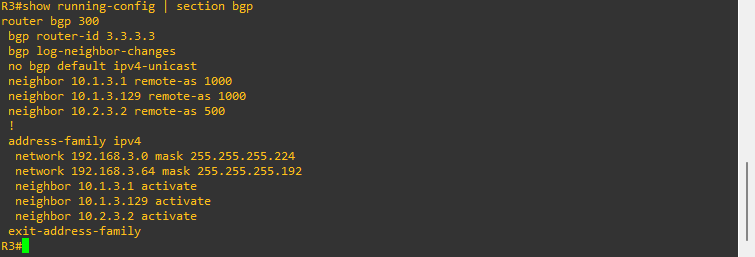 R3#show running-config | section bgp
router bgp 300
 bgp router-id 3.3.3.3
 bgp log-neighbor-changes
 no bgp default ipv4-unicast
 neighbor 10.1.3.1 remote-as 1000
 neighbor 10.1.3.129 remote-as 1000
 neighbor 10.2.3.2 remote-as 500
 !
 address-family ipv4
  network 192.168.3.0 mask 255.255.255.224
  network 192.168.3.64 mask 255.255.255.192
  neighbor 10.1.3.1 activate
  neighbor 10.1.3.129 activate
  neighbor 10.2.3.2 activate
 exit-address-family
R3#